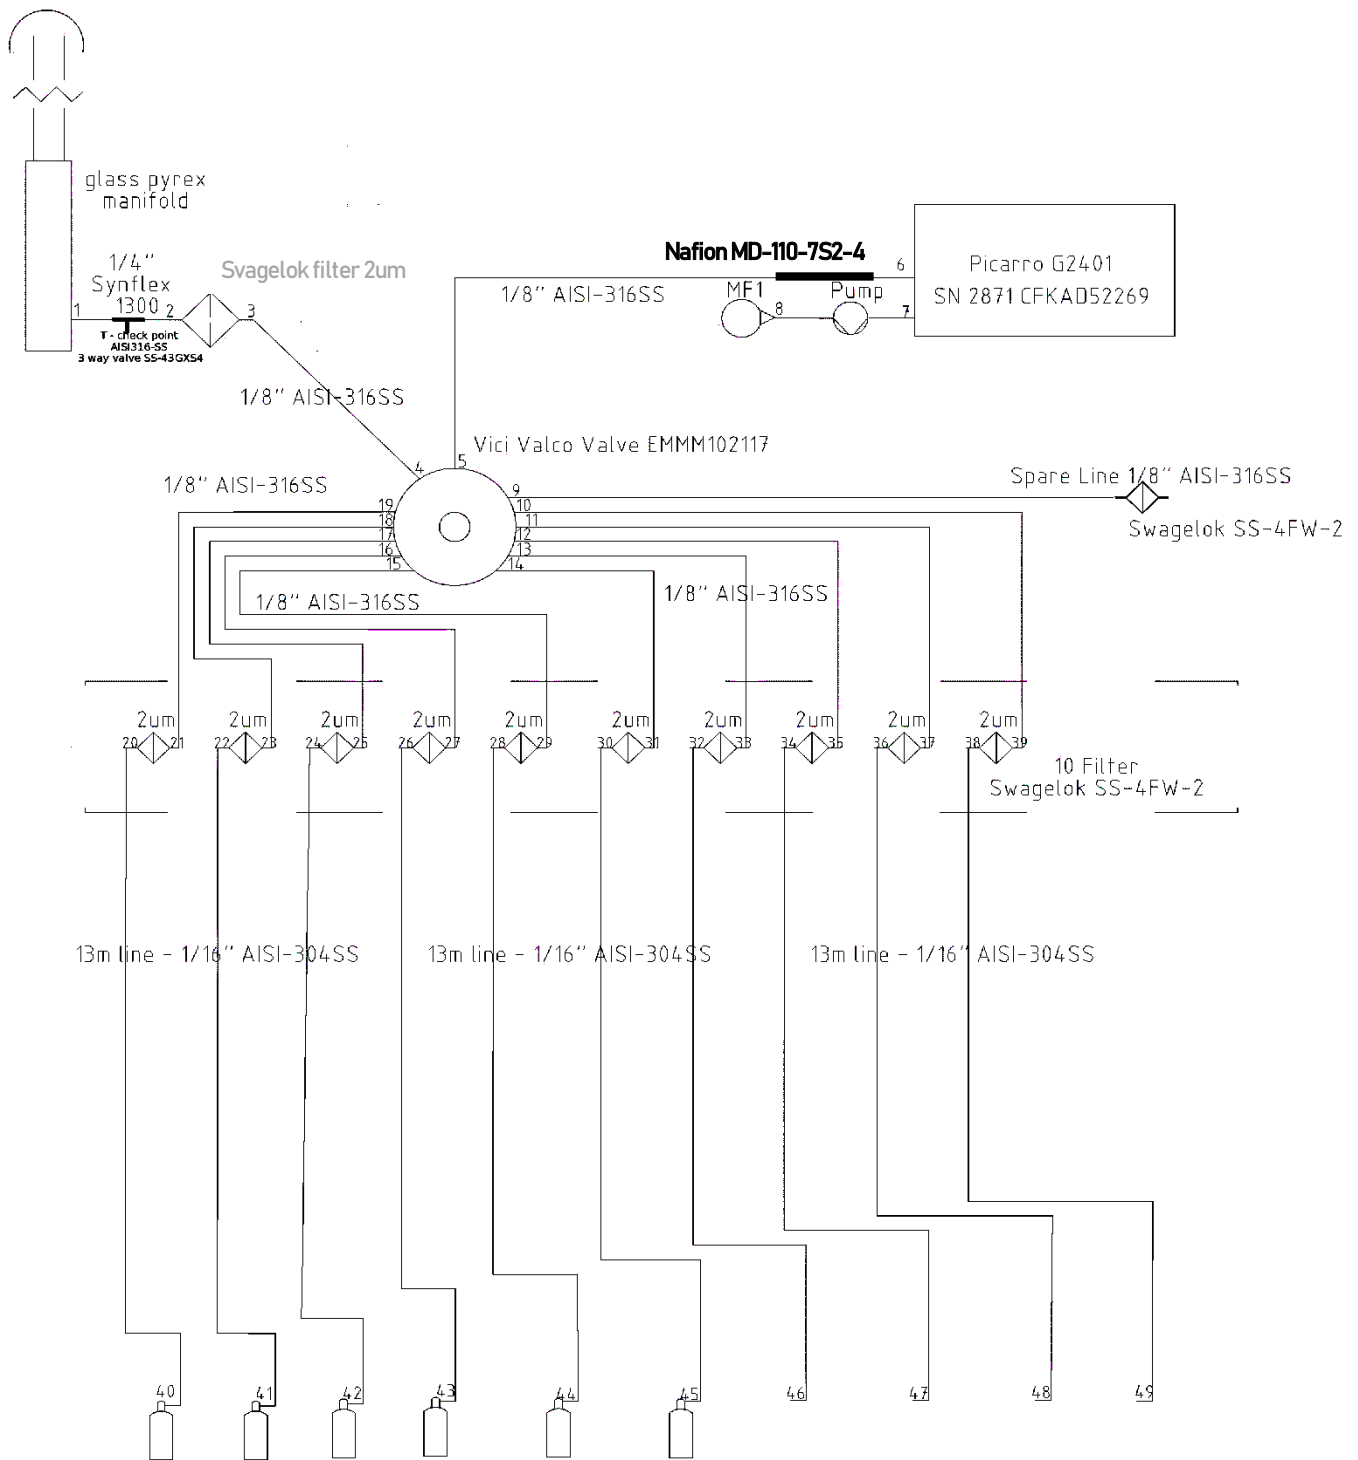 glass pyrex
manifold
1/4"
Synflex
1300
1
2
3
T - check point
AISI316-SS
3 way valve SS-43GXS4
Svagelok filter 2um
Nafion MD-110-7S2-4
6
1/8" AISI-316SS
MF1
8
Pump
7
Picarro G2401
SN 2871 CFKAD52269
1/8" AISI-316SS
4
5
Vici Valco Valve EMMM102117
1/8" AISI-316SS
19
18
17
16
15
9
10
11
12
13
14
Spare Line 1/8" AISI-316SS
Swagelok SS-4FW-2
1/8" AISI-316SS
1/8" AISI-316SS
2um
2um
2um
2um
2um
2um
2um
2um
2um
2um
20
21
22
23
24
25
26
27
28
29
30
31
32
33
34
35
36
37
38
39
10 Filter
Swagelok SS-4FW-2
13m line - 1/16" AISI-304SS
13m line - 1/16" AISI-304SS
13m line - 1/16" AISI-304SS
40
41
42
43
44
45
46
47
48
49